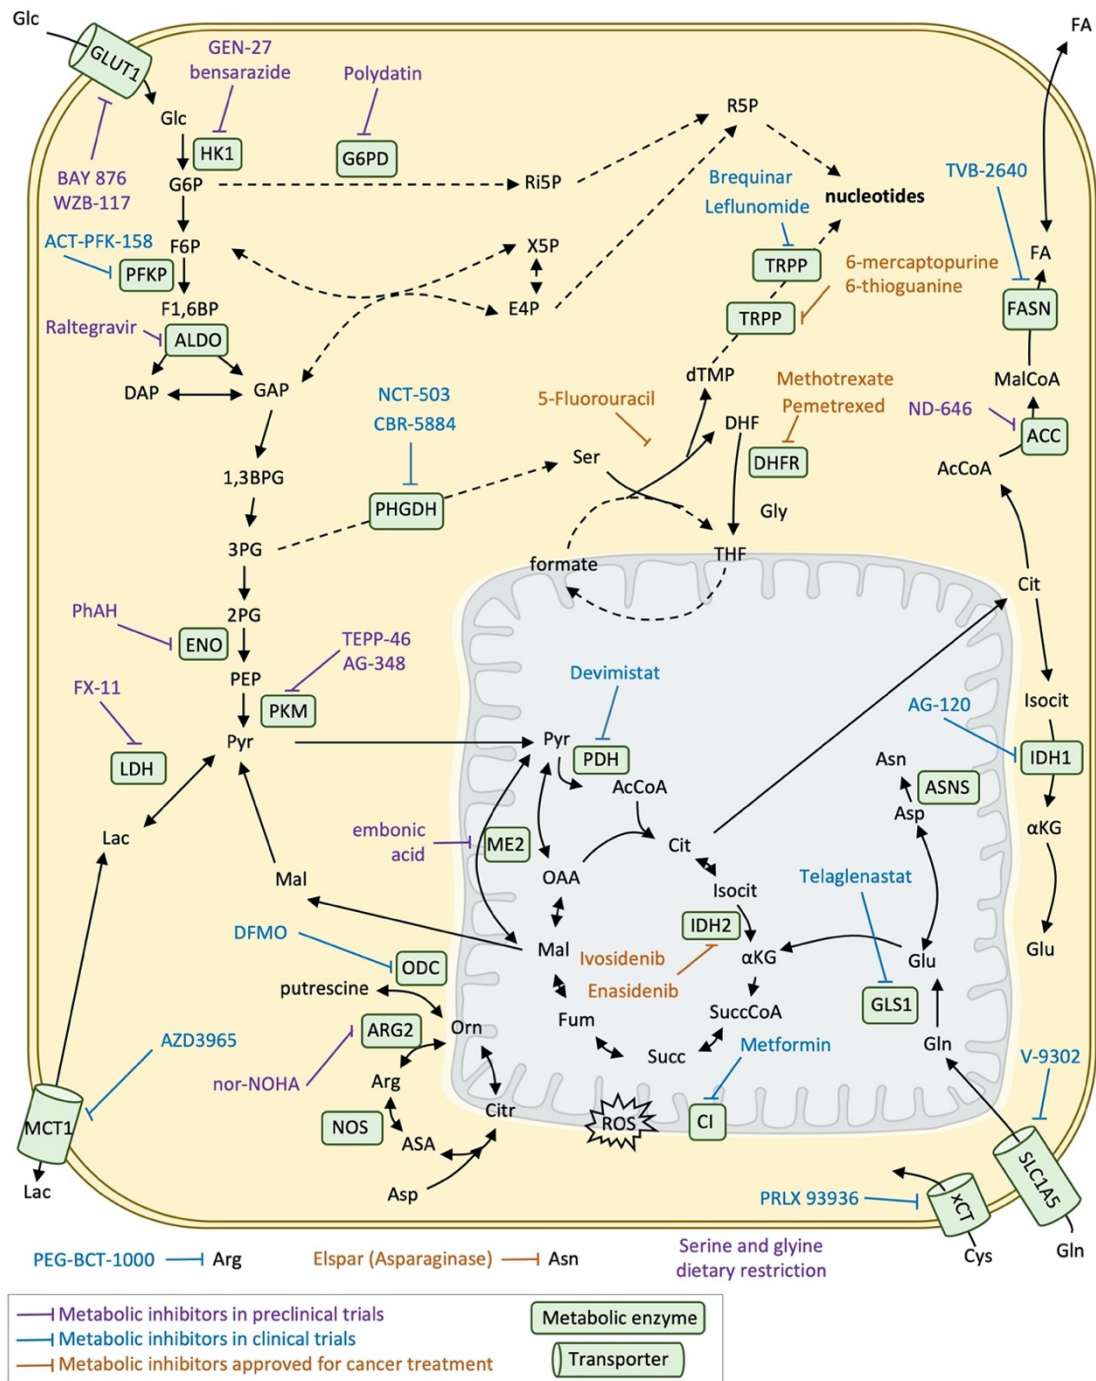 Glc
FA
GLUT1
GEN-27
bensarazide
Polydatin
R5P
Glc
HK1
G6PD
BAY 876
WZB-117
G6P
Ri5P
Brequinar
Leflunomide
nucleotides
TVB-2640
ACT-PFK-158
F6P
X5P
FA
PFKP
TRPP
6-mercaptopurine
6-thioguanine
F1,6BP
E4P
TRPP
FASN
Raltegravir
ALDO
DAP
GAP
dTMP
MalCoA
NCT-503
CBR-5884
5-Fluorouracil
Methotrexate
Pemetrexed
ND-646
DHF
ACC
Ser
DHFR
AcCoA
1,3BPG
PHGDH
Gly
3PG
formate
THF
Cit
PhAH
2PG
ENO
TEPP-46
AG-348
PEP
Devimistat
FX-11
PKM
Isocit
AG-120
Pyr
Pyr
PDH
LDH
Asn
IDH1
AcCoA
ASNS
Asp
embonic
acid
ME2
Lac
Cit
αKG
Mal
OAA
Isocit
Telaglenastat
DFMO
IDH2
Mal
Ivosidenib
αKG
Glu
Glu
ODC
putrescine
Enasidenib
GLS1
ARG2
Orn
Fum
SuccCoA
AZD3965
Succ
Metformin
Gln
V-9302
nor-NOHA
Arg
MCT1
NOS
Citr
ROS
CI
ASA
SLC1A5
Lac
Asp
PRLX 93936
xCT
Cys
Gln
PEG-BCT-1000
Arg
Elspar (Asparaginase)
Asn
Serine and glyine
dietary restriction
Metabolic inhibitors in preclinical trials
Metabolic inhibitors in clinical trials
Metabolic inhibitors approved for cancer treatment
Metabolic enzyme
Transporter